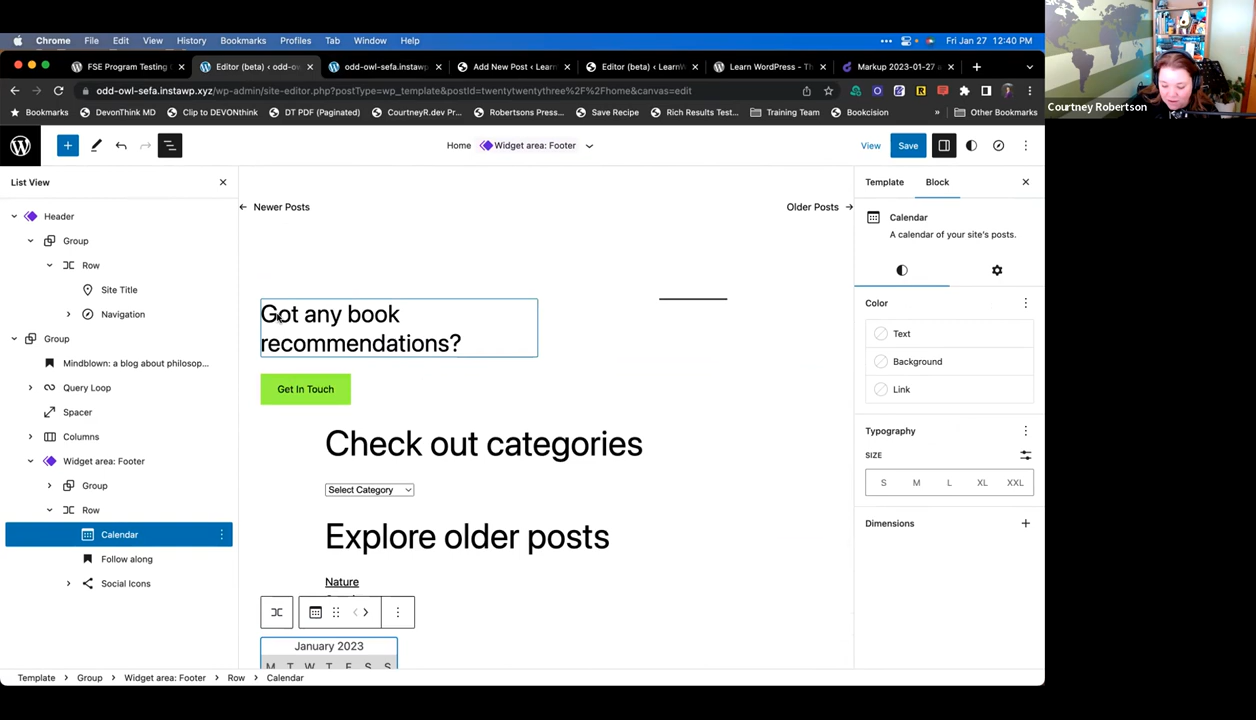 Chrome File Edit View History Bookmarks Profiles Tab Window Help
Fri Jan 27 12:40 PM
FSE Program Testing
Editor (beta) ‹ odd-o
odd-owl-sefa.instawp
Add New Post ‹ Learn
Editor (beta) ‹ LearnW
Learn WordPress - Th
Markup 2023-01-27 a
odd-owl-sefa.instawp.xyz/wp-admin/site-editor.php?postType=wp_template&postId=twentytwentythree%2F%2Fhome&canvas=edit
Bookmarks
DevonThink MD
Clip to DEVONthink
DT PDF (Paginated)
CourtneyR.dev Pr...
Robertsons Press...
Save Recipe
Rich Results Test...
Training Team
Bookcision
»
Other Bookmarks
Courtney Robertson
Home
Widget area: Footer
View
Save
List View
Template
Block
Header
Group
Row
Site Title
Navigation
Group
Mindblown: a blog about philosop...
Query Loop
Spacer
Columns
Widget area: Footer
Group
Row
Calendar
Follow along
Social Icons
← Newer Posts
Older Posts →
Got any book
recommendations?
Get In Touch
Check out categories
Select Category
Explore older posts
Nature
January 2023
M T W T F S S
Calendar
A calendar of your site's posts.
Color
Text
Background
Link
Typography
SIZE
S M L XL XXL
Dimensions
Template > Group > Widget area: Footer > Row > Calendar